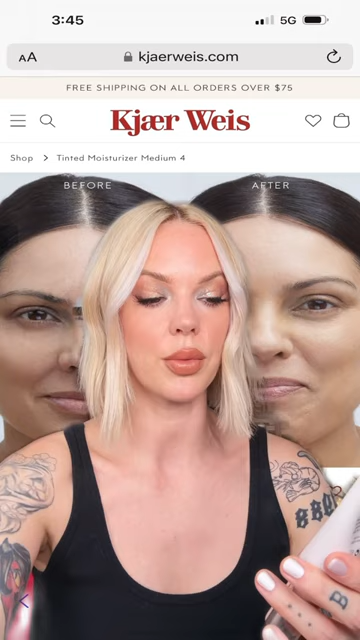 3:45
5G
AA
kjaerweis.com
FREE SHIPPING ON ALL ORDERS OVER $75
Kjær Weis
Shop > Tinted Moisturizer Medium 4
BEFORE
AFTER